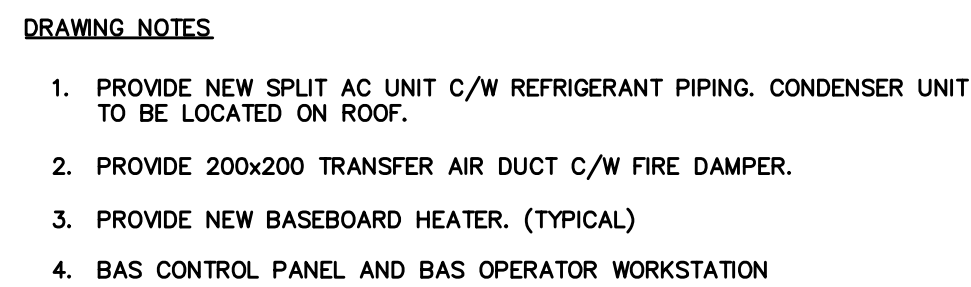 DRAWING NOTES
1. PROVIDE NEW SPLIT AC UNIT C/W REFRIGERANT PIPING. CONDENSER UNIT
TO BE LOCATED ON ROOF.
2. PROVIDE 200x200 TRANSFER AIR DUCT C/W FIRE DAMPER.
3. PROVIDE NEW BASEBOARD HEATER. (TYPICAL)
4. BAS CONTROL PANEL AND BAS OPERATOR WORKSTATION